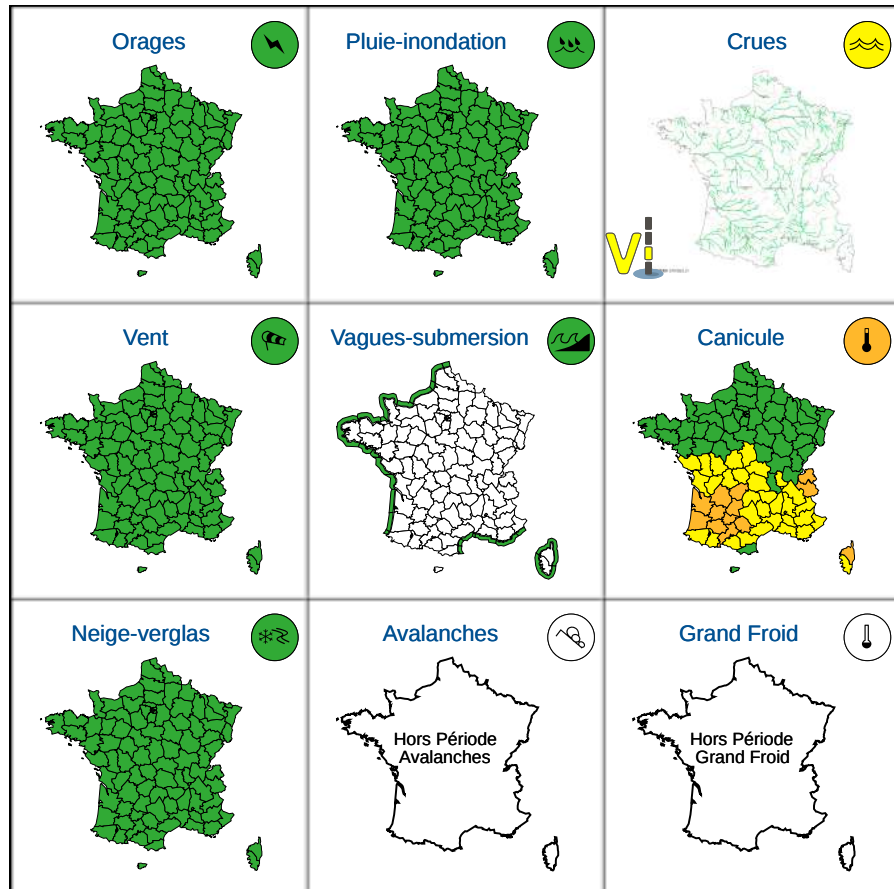 Orages
Pluie-inondation
Crues
Vi
Vent
Vagues-submersion
Canicule
Neige-verglas
Avalanches
Grand Froid
Hors Période
Avalanches
Hors Période
Grand Froid